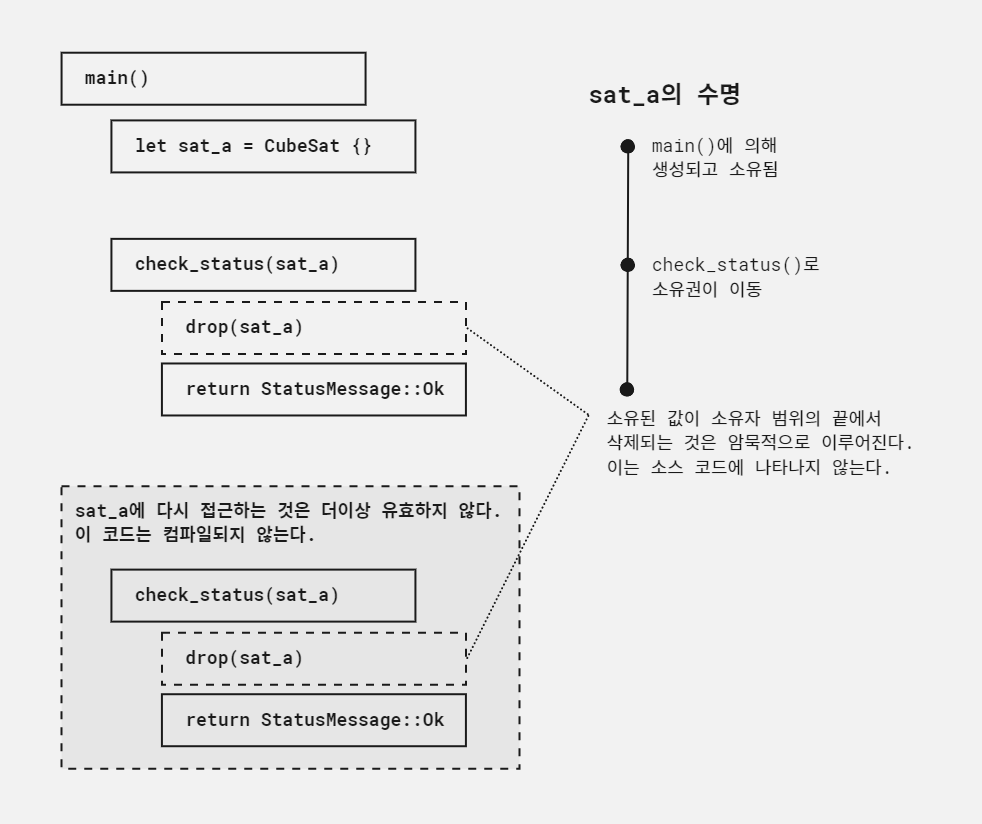 main()
let sat_a = CubeSat {}
check_status(sat_a)
drop(sat_a)
return StatusMessage::Ok
sat_a에 다시 접근하는 것은 더이상 유효하지 않다.
이 코드는 컴파일되지 않는다.
check_status(sat_a)
drop(sat_a)
return StatusMessage::Ok
sat_a의 수명
main()에 의해
생성되고 소유됨
check_status()로
소유권이 이동
소유된 값이 소유자 범위의 끝에서
삭제되는 것은 암묵적으로 이루어진다.
이는 소스 코드에 나타나지 않는다.